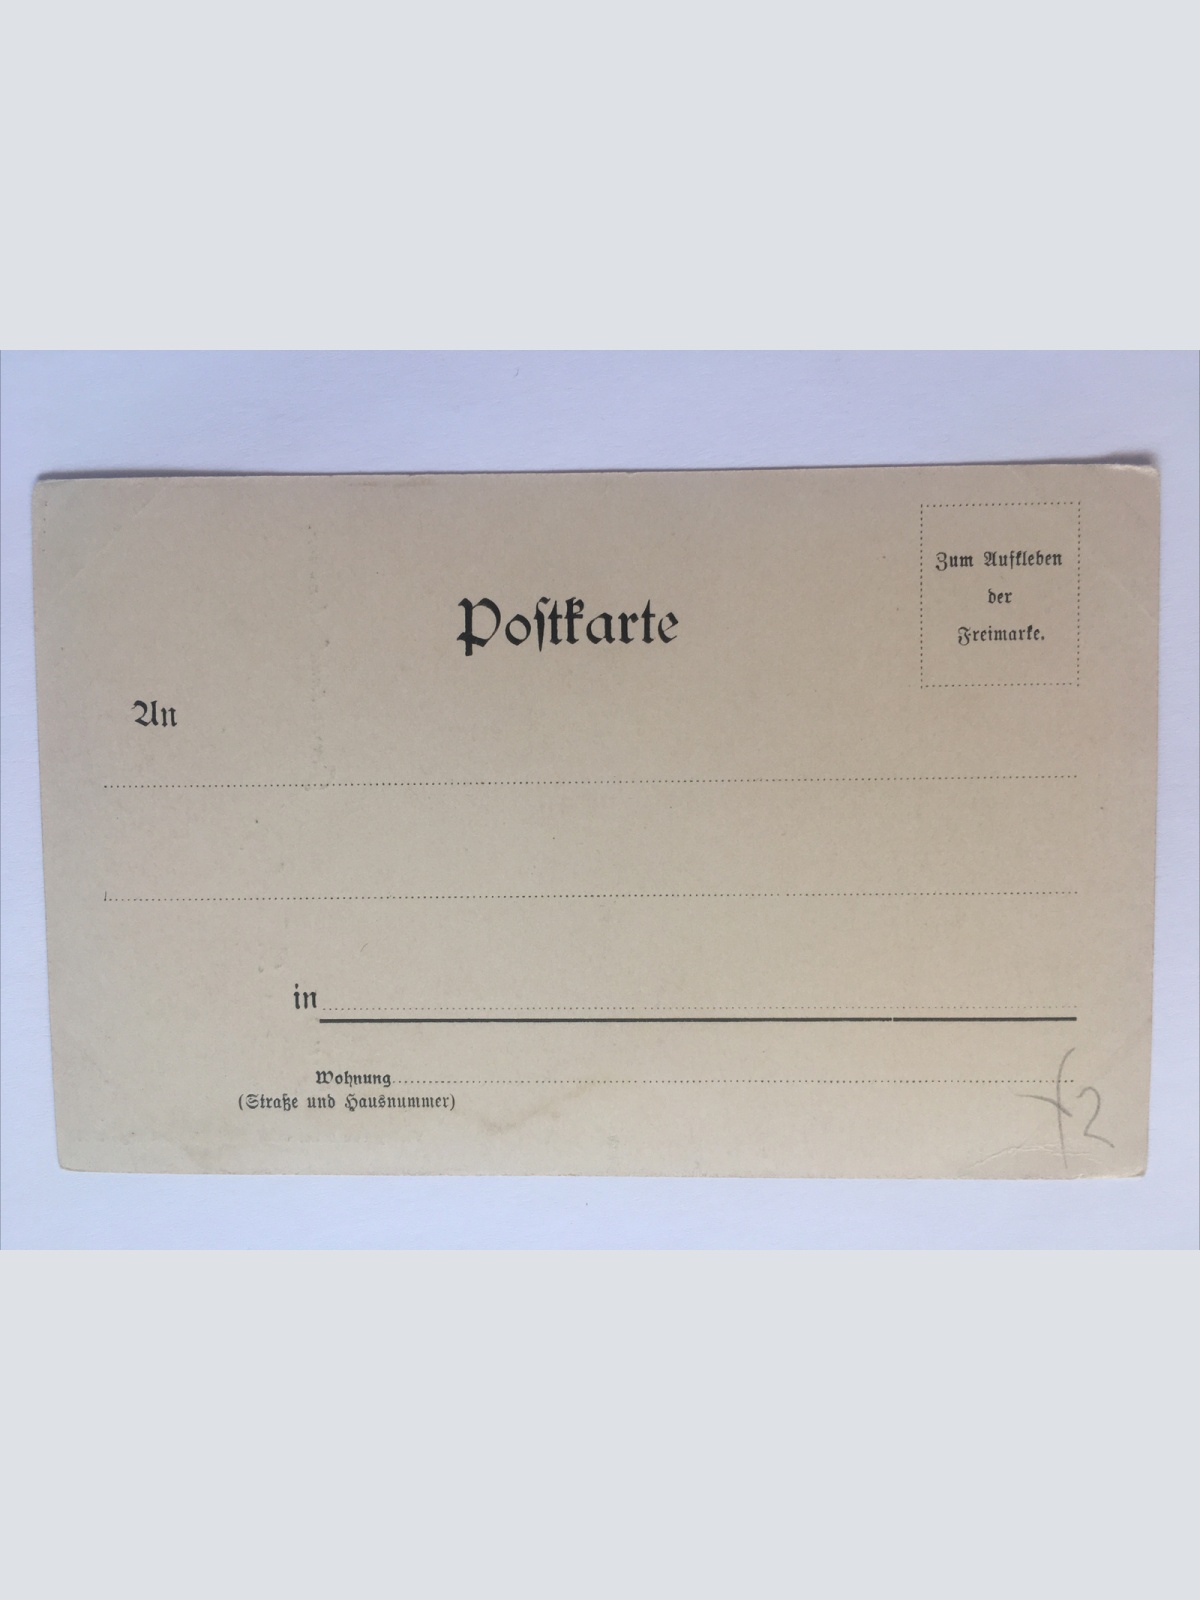 Postkarte
Zum Aufkleben
der
Freimarke.
An
in
Wohnung
(Straße und Hausnummer)